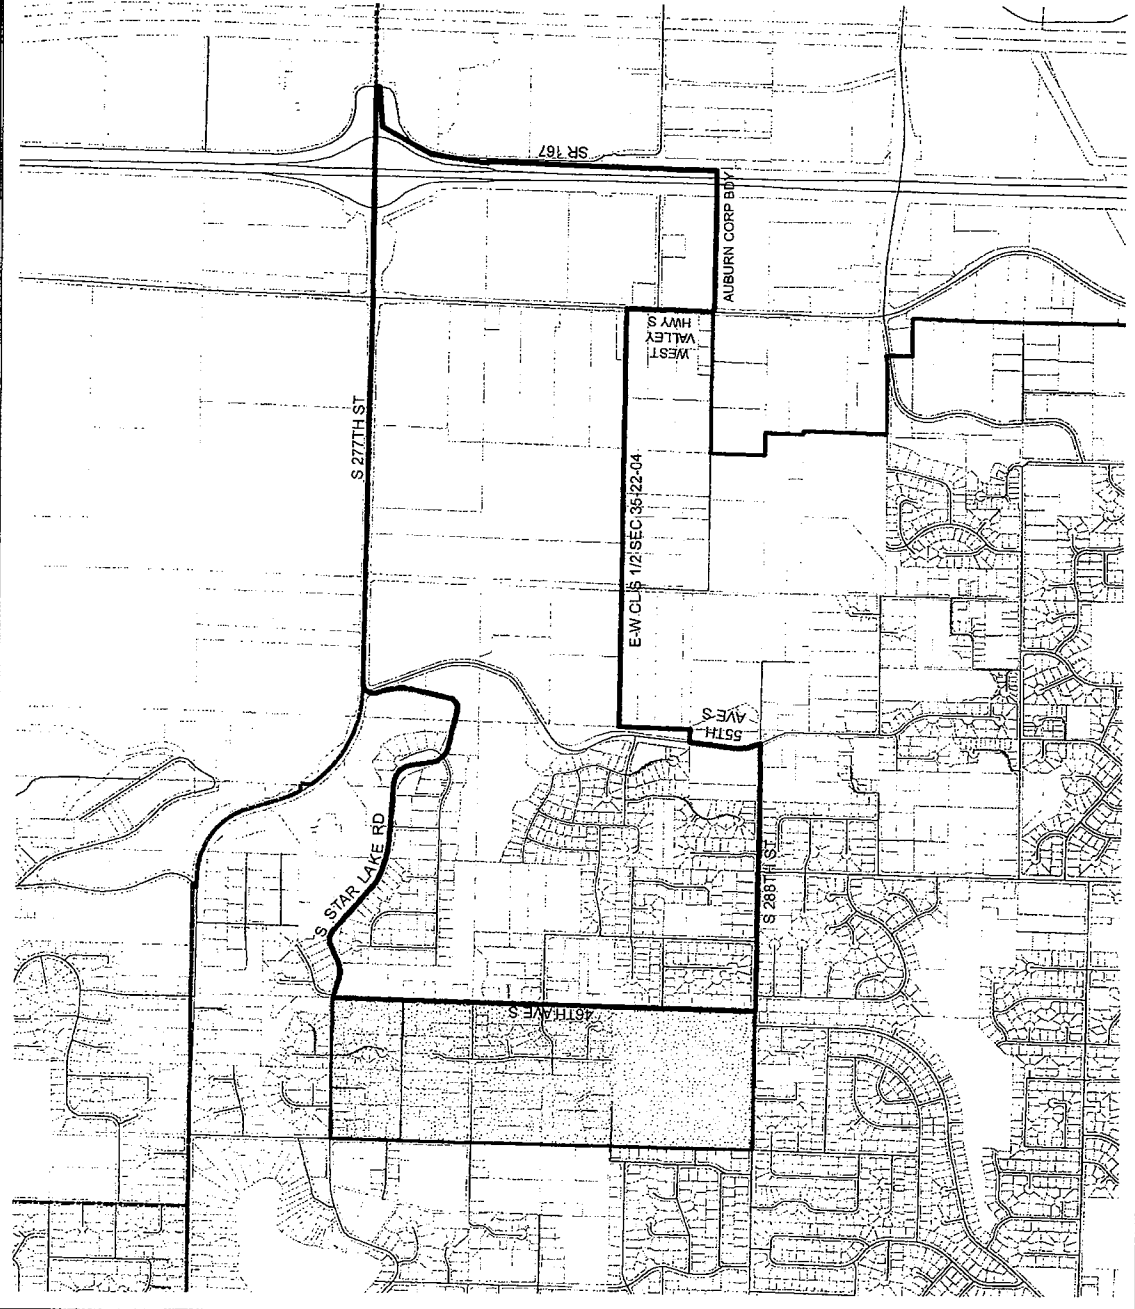 SR 167
AUBURN CORP BDY
WEST
VALLEY
HWY S
S 277TH ST
E-W CL S 1/2 SEC 35-22-04
55TH
AVE S
S STAR LAKE RD
S 288TH ST
46TH AVE S